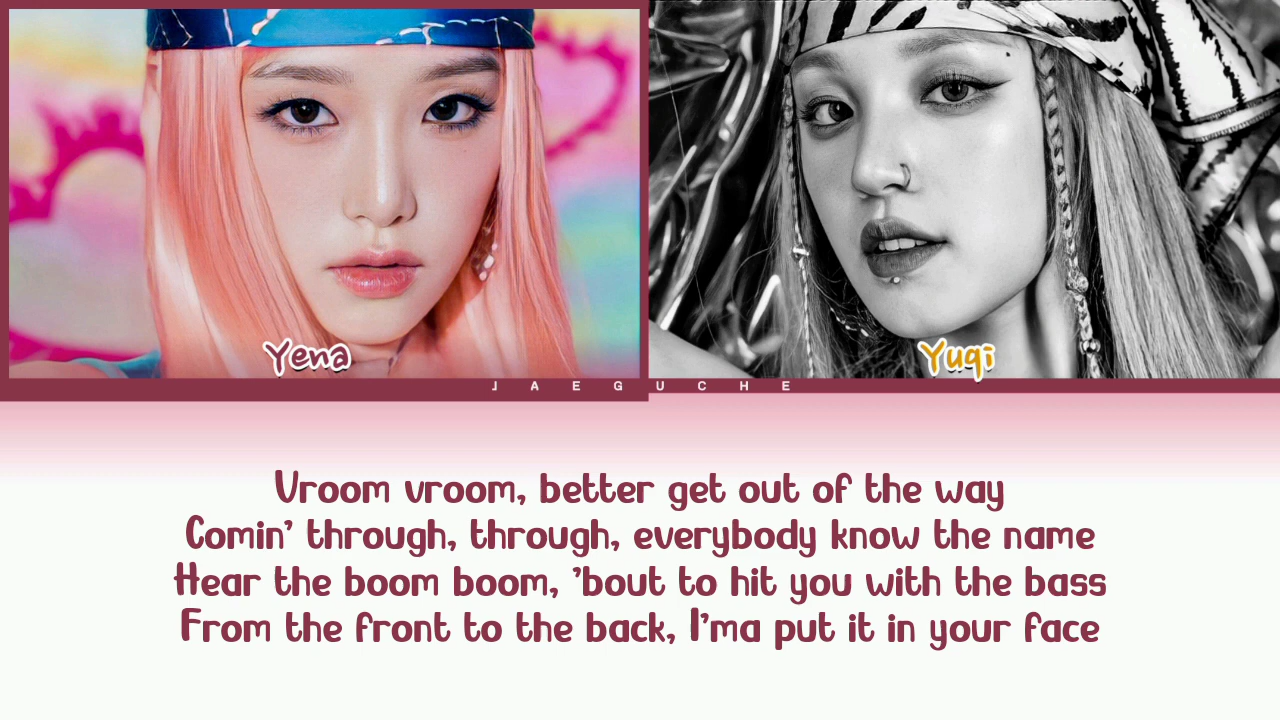 Yena
Yuqi
JAEGUCHE
Vroom vroom, better get out of the way
Comin' through, through, everybody know the name
Hear the boom boom, 'bout to hit you with the bass
From the front to the back, I'ma put it in your face